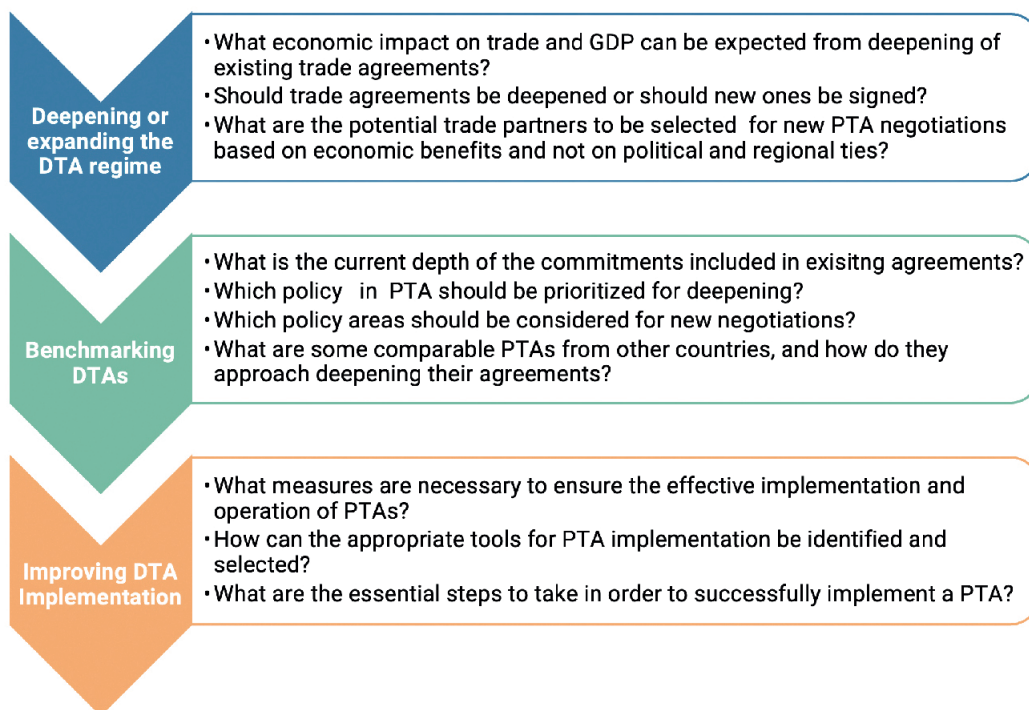 Deepening or
expanding the
DTA regime
• What economic impact on trade and GDP can be expected from deepening of
existing trade agreements?
• Should trade agreements be deepened or should new ones be signed?
• What are the potential trade partners to be selected for new PTA negotiations
based on economic benefits and not on political and regional ties?
Benchmarking
DTAs
• What is the current depth of the commitments included in exisitng agreements?
• Which policy in PTA should be prioritized for deepening?
• Which policy areas should be considered for new negotiations?
• What are some comparable PTAs from other countries, and how do they
approach deepening their agreements?
Improving DTA
Implementation
• What measures are necessary to ensure the effective implementation and
operation of PTAs?
• How can the appropriate tools for PTA implementation be identified and
selected?
• What are the essential steps to take in order to successfully implement a PTA?